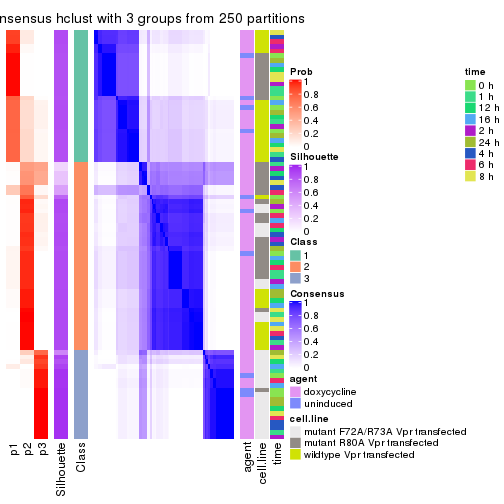 nsensus hclust with 3 groups from 250 partitions
Prob
1
0.8
0.6
0.4
0.2
0
Silhouette
1
0.8
0.6
0.4
0.2
0
Class
1
2
3
Consensus
1
0.8
0.6
0.4
0.2
0
agent
doxycycline
uninduced
cell.line
mutant F72A/R73A Vpr transfected
mutant R80A Vpr transfected
wildtype Vpr transfected
time
0 h
1 h
12 h
16 h
2 h
24 h
4 h
6 h
8 h
p1
p2
p3
Silhouette
Class
agent
cell.line
time